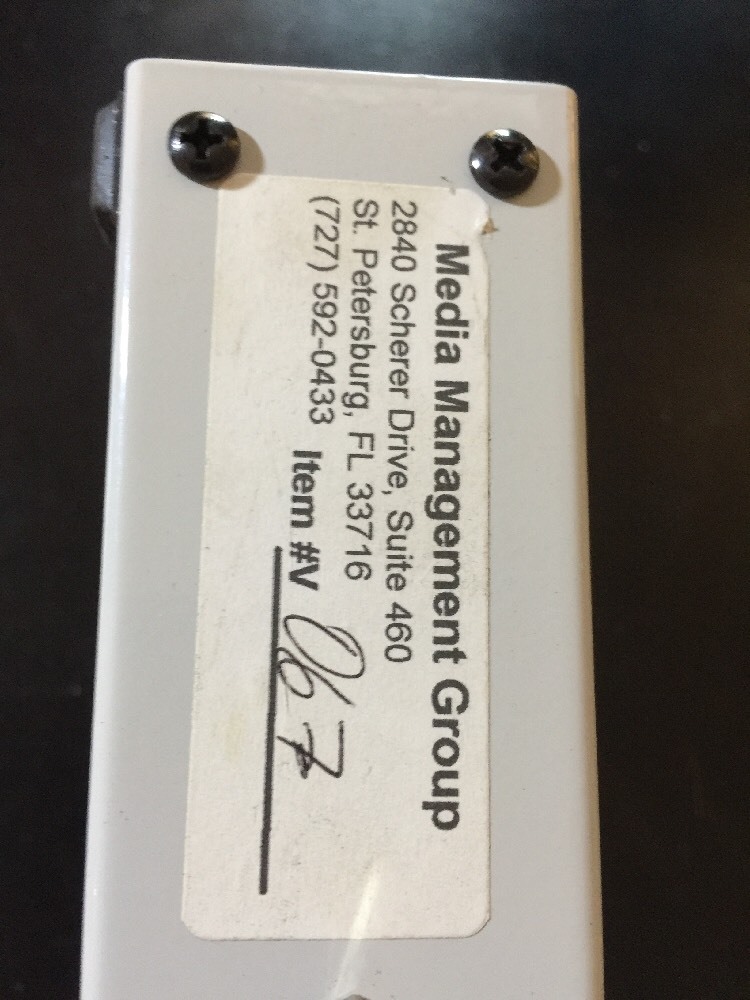 Media Management Group
2840 Scherer Drive, Suite 460
St. Petersburg, FL 33716
(727) 592-0433 Item #V 067